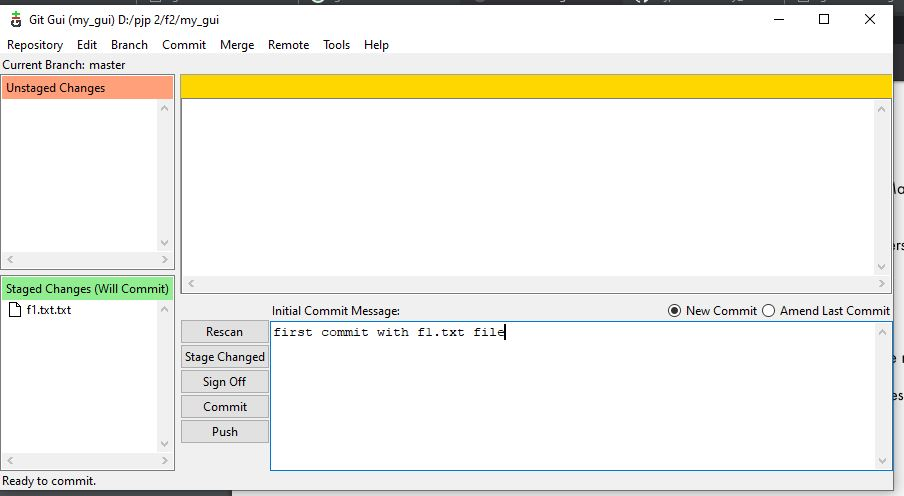 Git Gui (my_gui) D:/pjp 2/f2/my_gui
Repository Edit Branch Commit Merge Remote Tools Help
Current Branch: master
Unstaged Changes
Staged Changes (Will Commit)
f1.txt.txt
Initial Commit Message:
New Commit
Amend Last Commit
Rescan
Stage Changed
Sign Off
Commit
Push
first commit with f1.txt file
Ready to commit.